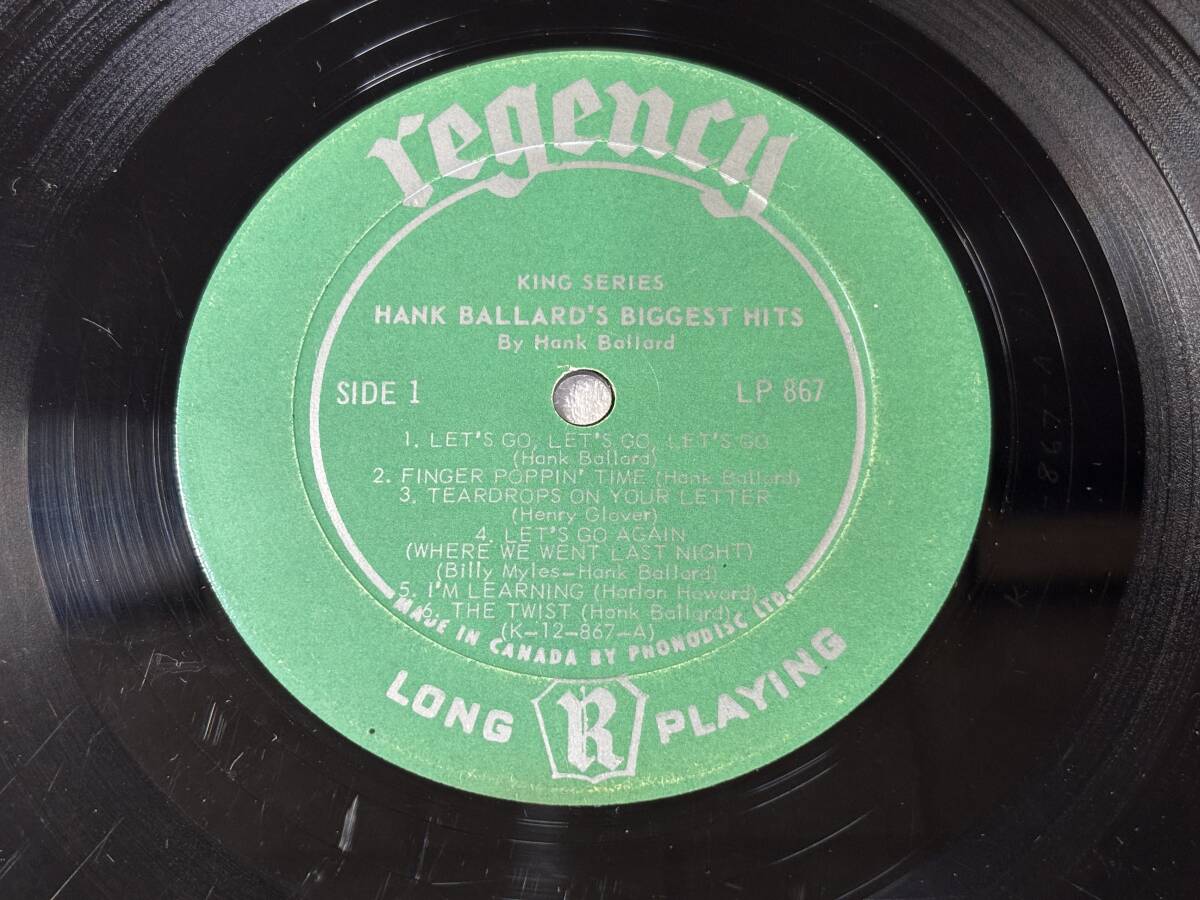 regency
KING SERIES
HANK BALLARD'S BIGGEST HITS
By Hank Ballard
SIDE 1
LP 867
1. LET'S GO, LET'S GO, LET'S GO
(Hank Ballard)
2. FINGER POPPIN' TIME (Hank Ballard)
3. TEARDROPS ON YOUR LETTER
(Henry Glover)
4. LET'S GO AGAIN
(WHERE WE WENT LAST NIGHT)
(Billy Myles-Hank Ballard)
5. I'M LEARNING (Harlan Howard)
6. THE TWIST (Hank Ballard)
(K-12-867-A)
MADE IN CANADA BY PHONODISC LTD.
LONG R PLAYING